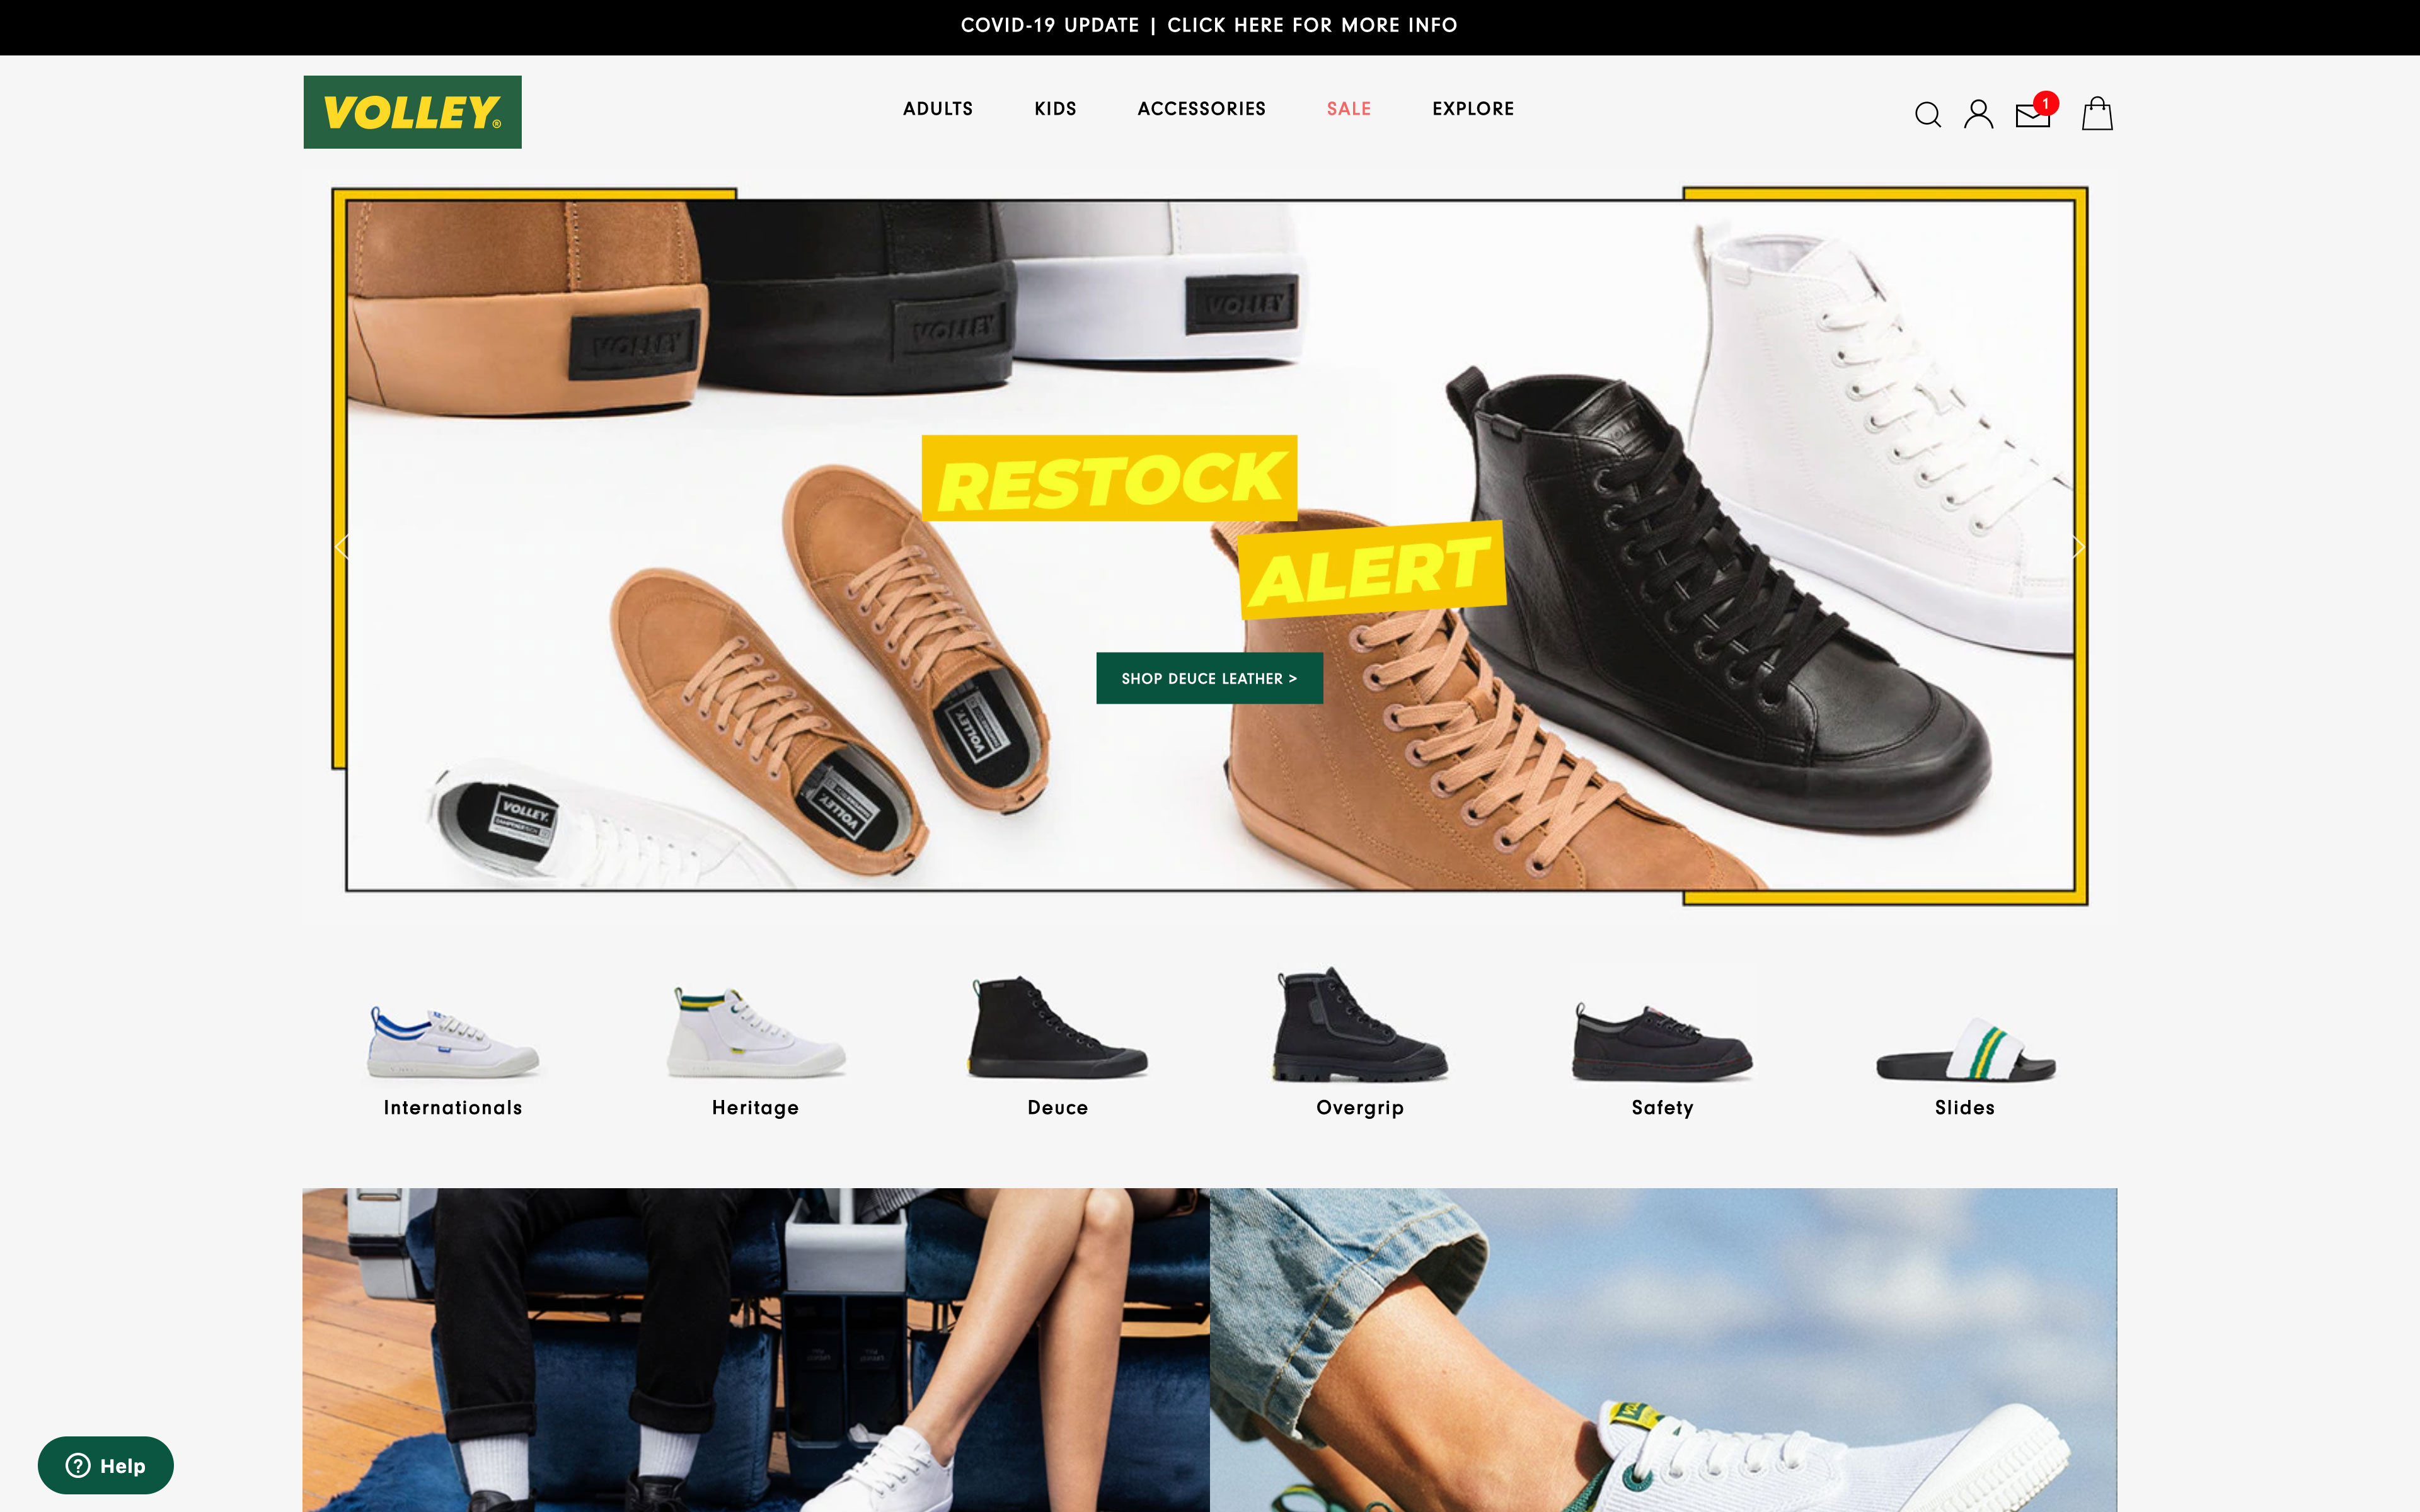 COVID-19 UPDATE | CLICK HERE FOR MORE INFO
VOLLEY®
ADULTS
KIDS
ACCESSORIES
SALE
EXPLORE
1
VOLLEY
VOLLEY
VOLLEY
RESTOCK
ALERT
SHOP DEUCE LEATHER >
VOLLEY
VOLLEY
VOLLEY.
Internationals
Heritage
Deuce
Overgrip
Safety
Slides
Help